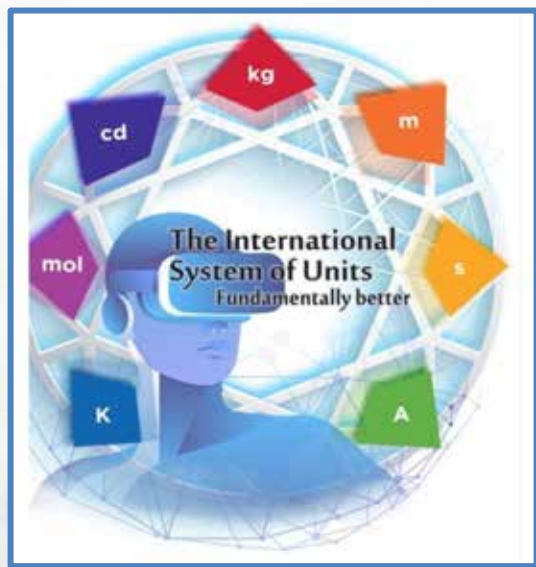 kg
cd
m
The International
System of Units
Fundamentally better
mol
s
K
A